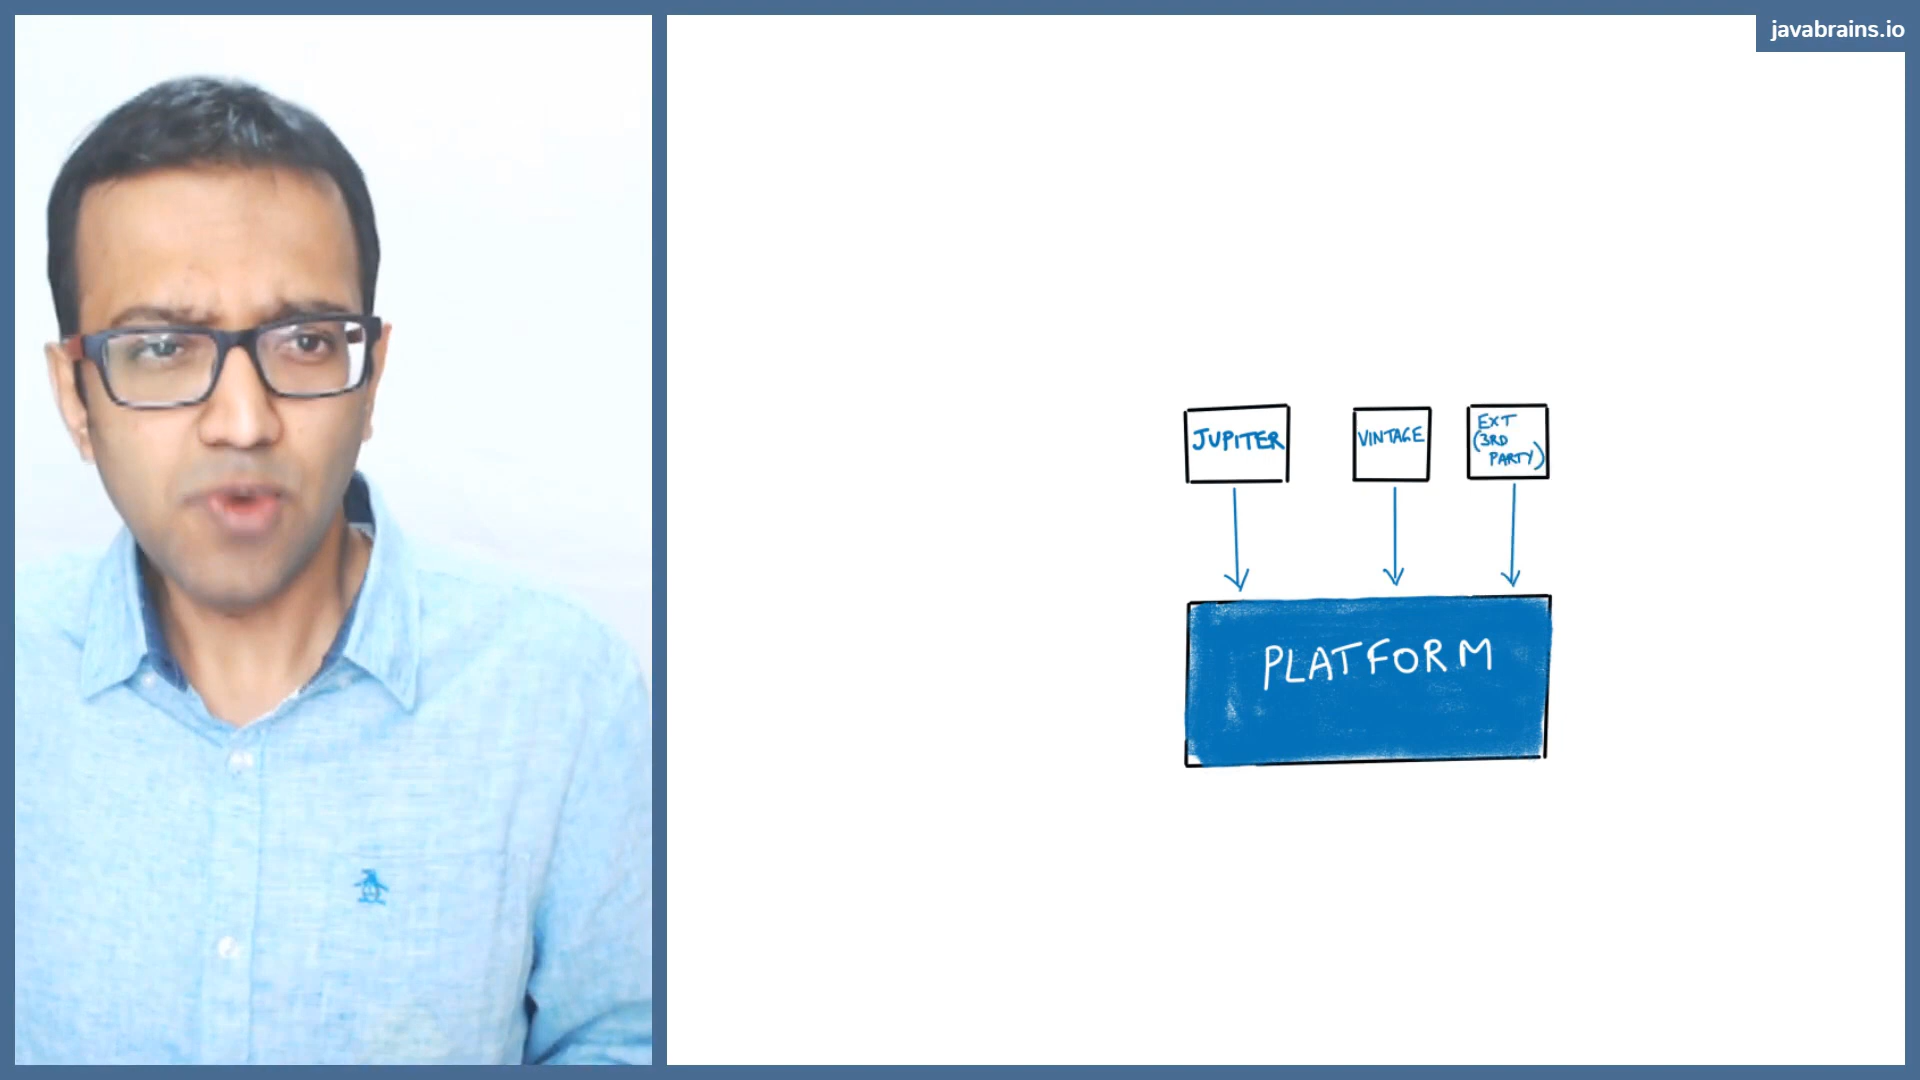 javabrains.io
JUPITER
VINTAGE
EXT
(3RD
PARTY)
PLATFORM